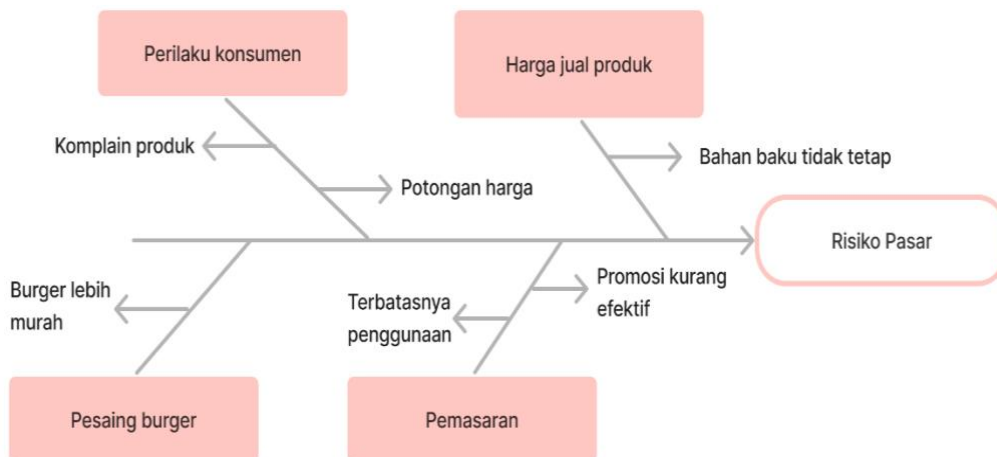 Perilaku konsumen
Harga jual produk
Komplain produk
Potongan harga
Bahan baku tidak tetap
Risiko Pasar
Burger lebih
murah
Terbatasnya
penggunaan
Promosi kurang
efektif
Pesaing burger
Pemasaran